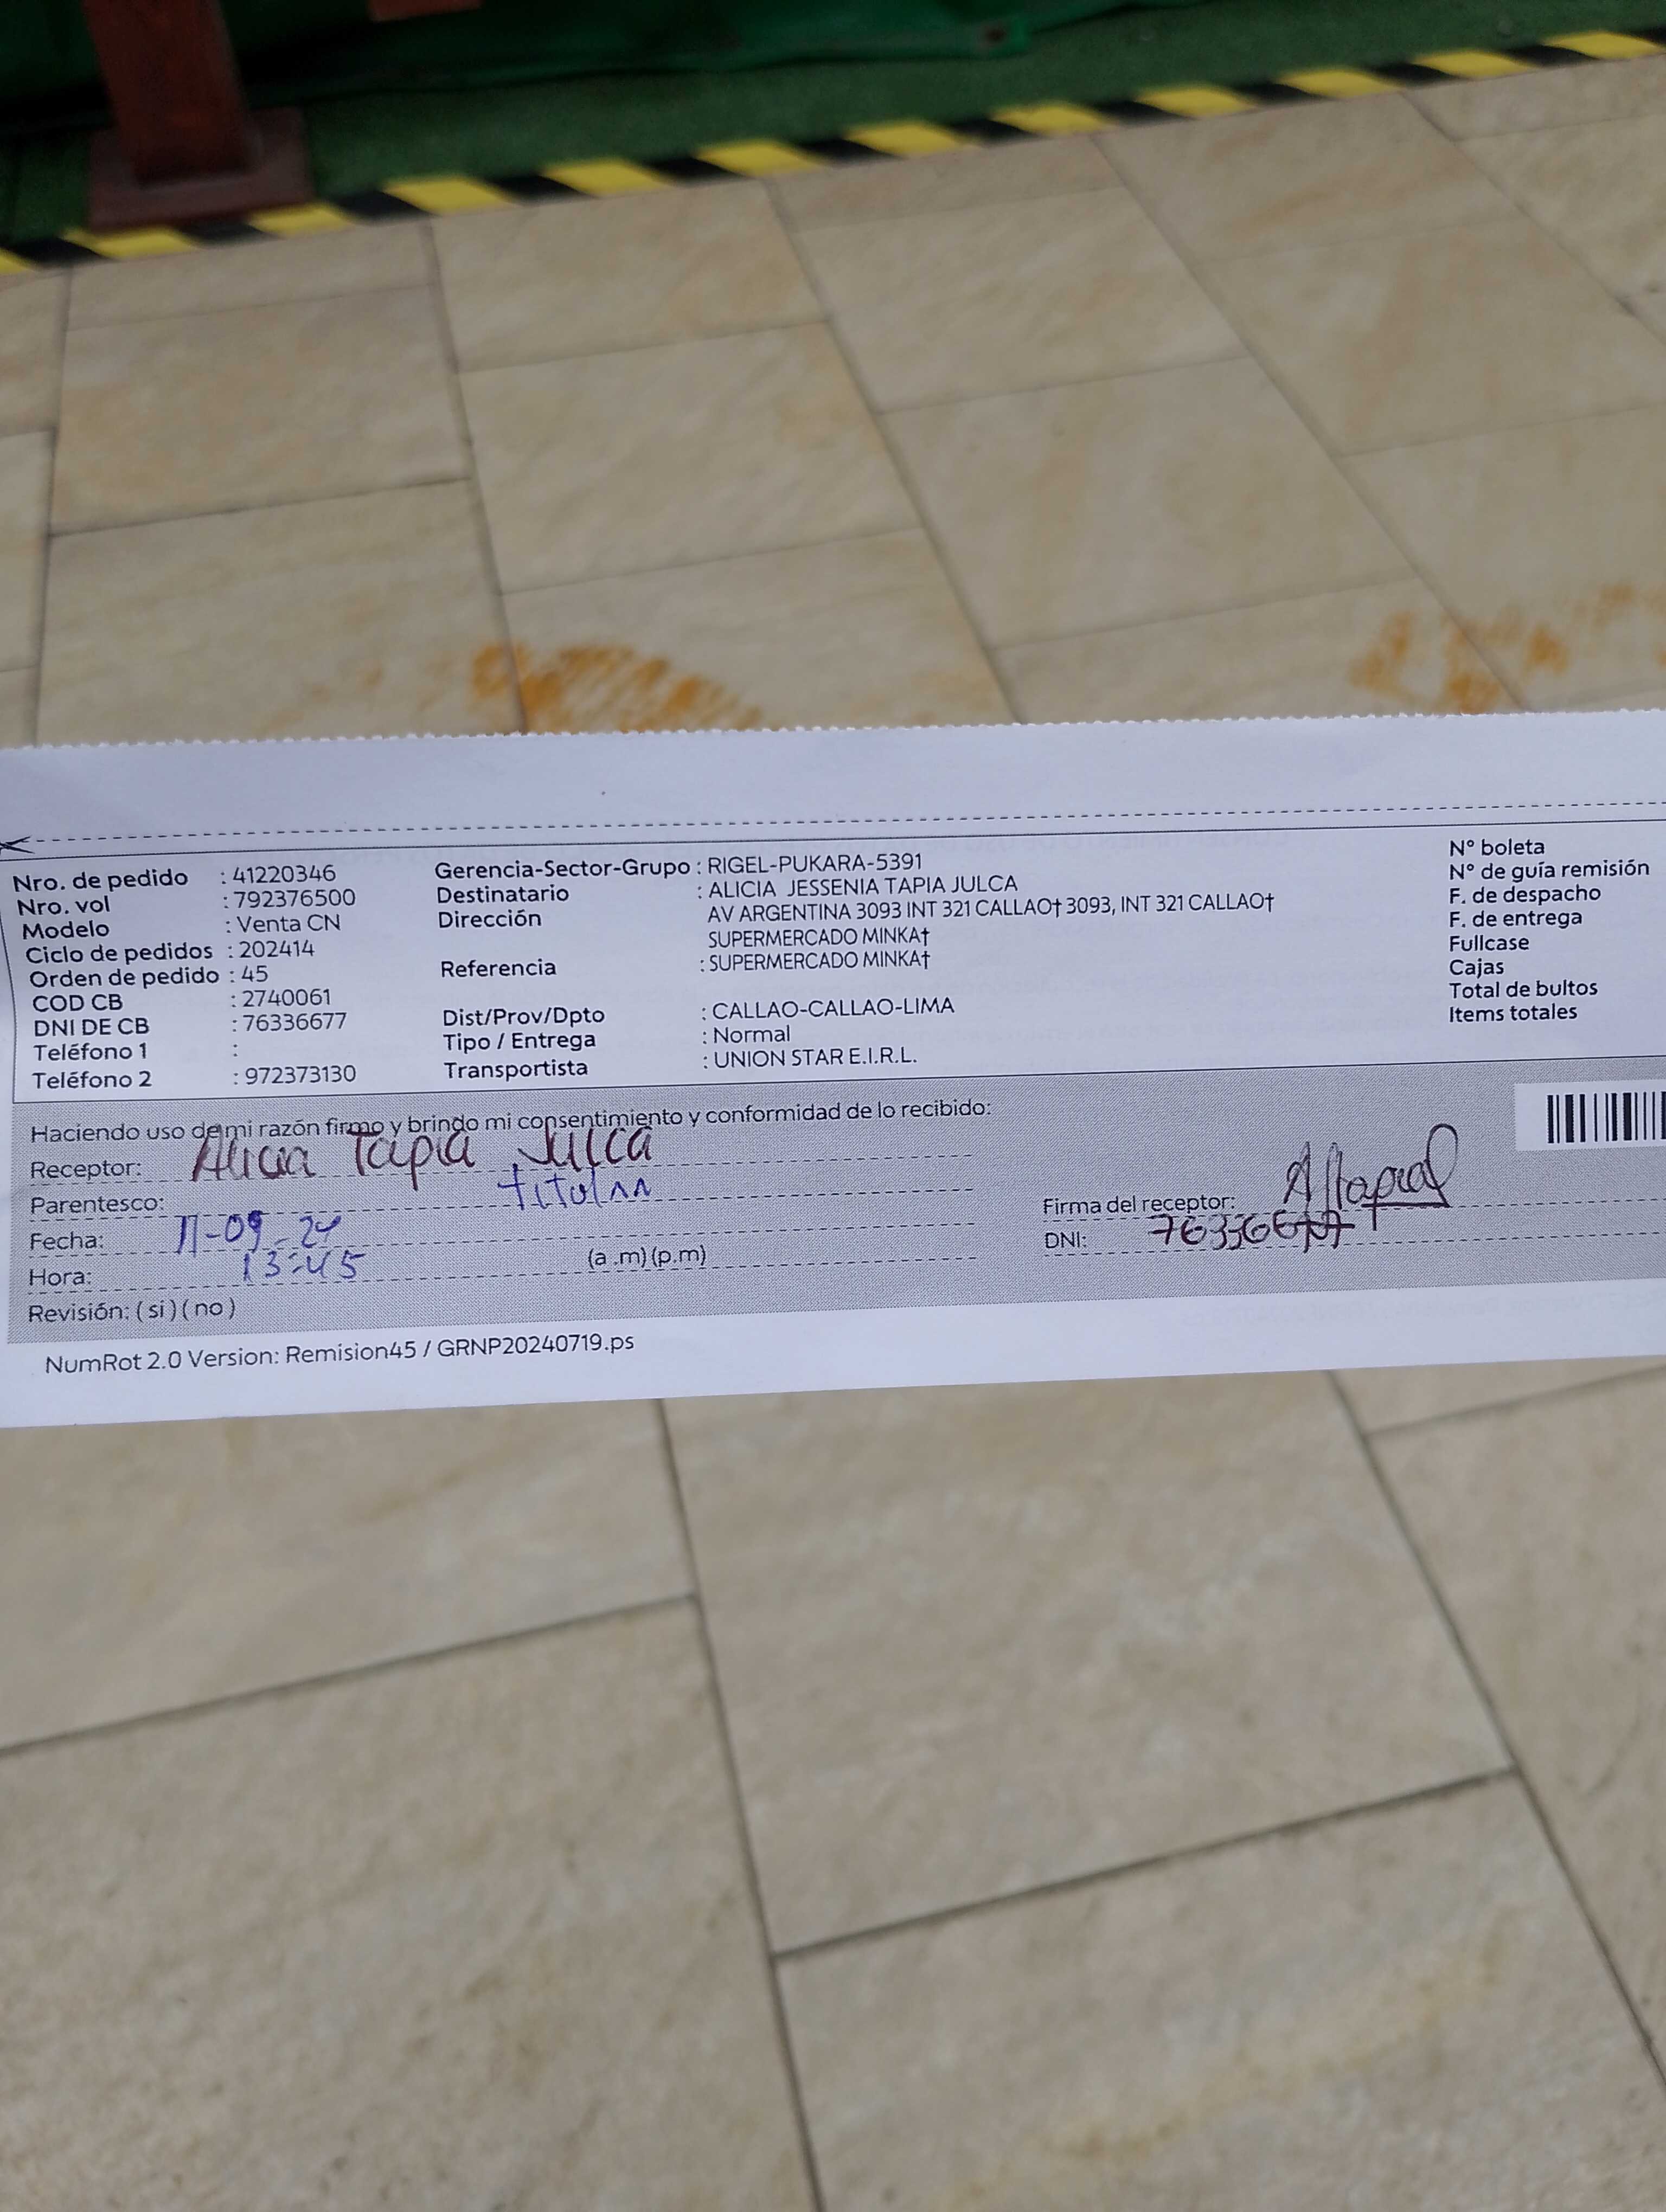 Nro. de pedido : 41220346
Nro. vol : 792376500
Modelo : Venta CN
Ciclo de pedidos : 202414
Orden de pedido : 45
COD CB : 2740061
DNI DE CB : 76336677
Teléfono 1 :
Teléfono 2 : 972373130
Gerencia-Sector-Grupo : RIGEL-PUKARA-5391
Destinatario : ALICIA JESSENIA TAPIA JULCA
Dirección AV ARGENTINA 3093 INT 321 CALLAO† 3093, INT 321 CALLAO†
SUPERMERCADO MINKA†
Referencia : SUPERMERCADO MINKA†
Dist/Prov/Dpto : CALLAO-CALLAO-LIMA
Tipo / Entrega : Normal
Transportista : UNION STAR E.I.R.L.
N° boleta
N° de guía remisión
F. de despacho
F. de entrega
Fullcase
Cajas
Total de bultos
Items totales
Haciendo uso de mi razón firmo y brindo mi consentimiento y conformidad de lo recibido:
Receptor: Alicia Tapia Julca
Parentesco: titular
Fecha: 11-09-24
Hora: 13:45 (a .m) (p.m)
Revisión: ( si ) ( no )
Firma del receptor:
DNI: 76336677
NumRot 2.0 Version: Remision45 / GRNP20240719.ps